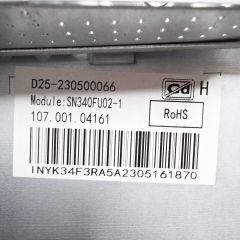 D25-230500066
Cd H
Module:SN340FU02-1
107.001.04161
RoHS
INYK34F3RA5A2305161870